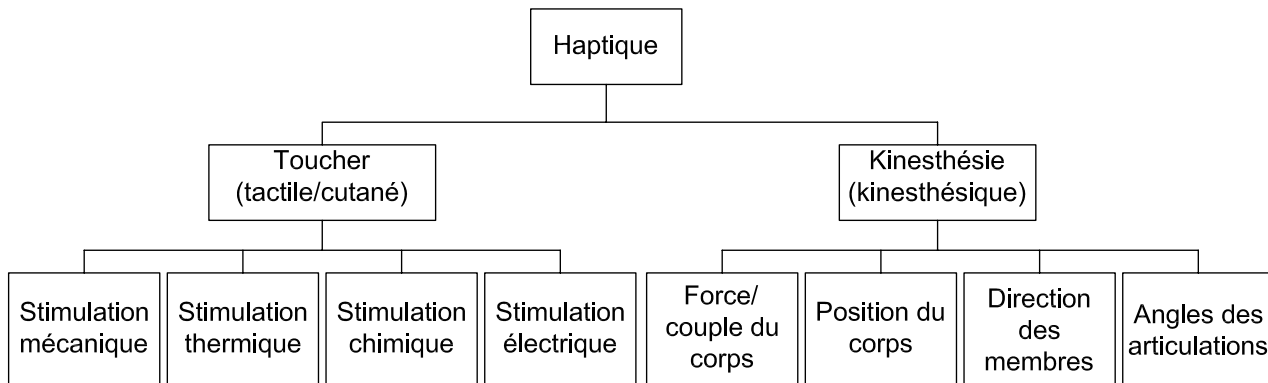 Haptique
Toucher
(tactile/cutané)
Kinesthésie
(kinesthésique)
Stimulation
mécanique
Stimulation
thermique
Stimulation
chimique
Stimulation
électrique
Force/
couple du
corps
Position du
corps
Direction
des
membres
Angles des
articulations